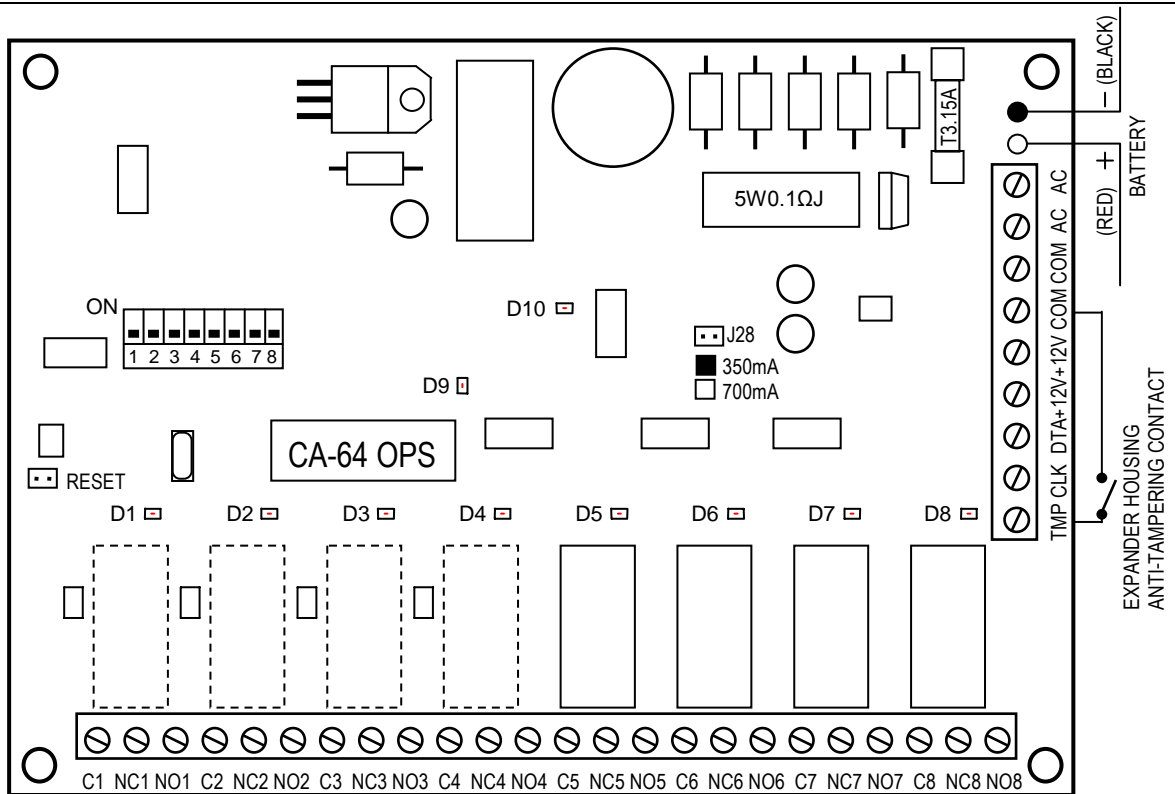 − (BLACK)
T3.15A
BATTERY
(RED) +
5W0.1ΩJ
AC
AC
COM
COM
+12V
+12V
DTA
CLK
TMP
ON
1 2 3 4 5 6 7 8
D10
J28
350mA
700mA
D9
CA-64 OPS
RESET
EXPANDER HOUSING
ANTI-TAMPERING CONTACT
D1 D2 D3 D4 D5 D6 D7 D8
C1 NC1 NO1 C2 NC2 NO2 C3 NC3 NO3 C4 NC4 NO4 C5 NC5 NO5 C6 NC6 NO6 C7 NC7 NO7 C8 NC8 NO8